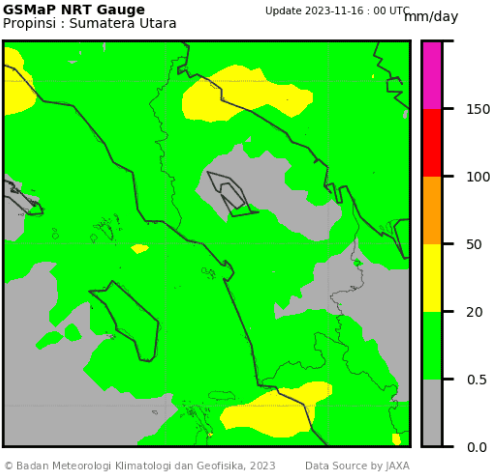 GSMaP NRT Gauge
Update 2023-11-16 : 00 UTC
mm/day
Propinsi : Sumatera Utara
150
100
50
20
0.5
0.0
© Badan Meteorologi Klimatologi dan Geofisika, 2023
Data Source by JAXA